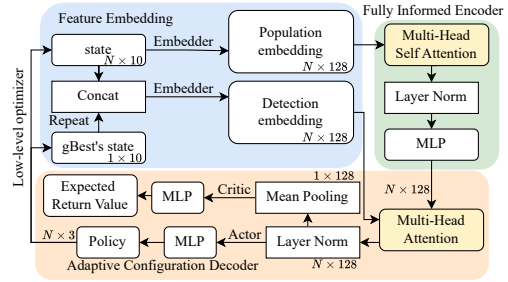 Feature Embedding
Fully Informed Encoder
state
N × 10
Embedder
Population
embedding
N × 128
Multi-Head
Self Attention
Concat
Embedder
Detection
embedding
N × 128
Layer Norm
Repeat
gBest's state
1 × 10
MLP
Low-level optimizer
N × 128
1 × 128
Expected
Return Value
MLP
Critic
Mean Pooling
Multi-Head
Attention
N × 3
Policy
MLP
Actor
Layer Norm
N × 128
Adaptive Configuration Decoder